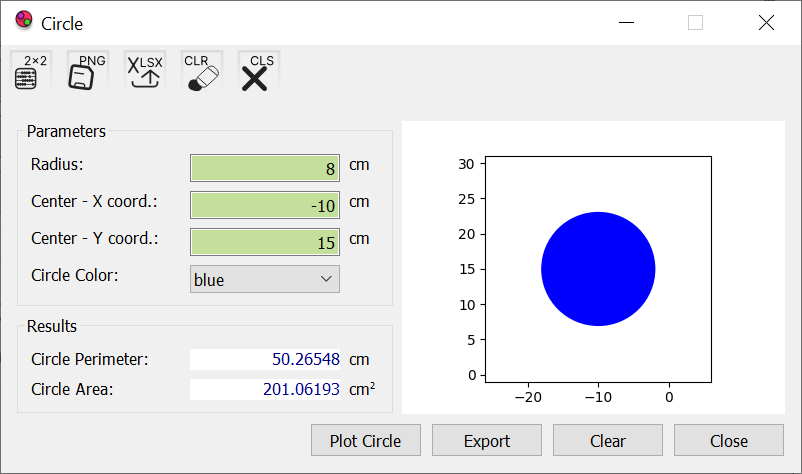 Circle
2×2 PNG XLSX CLR CLS
Parameters
Radius: 8 cm
Center - X coord.: -10 cm
Center - Y coord.: 15 cm
Circle Color: blue
Results
Circle Perimeter: 50.26548 cm
Circle Area: 201.06193 cm²
30
25
20
15
10
5
0
−20 −10 0
Plot Circle Export Clear Close